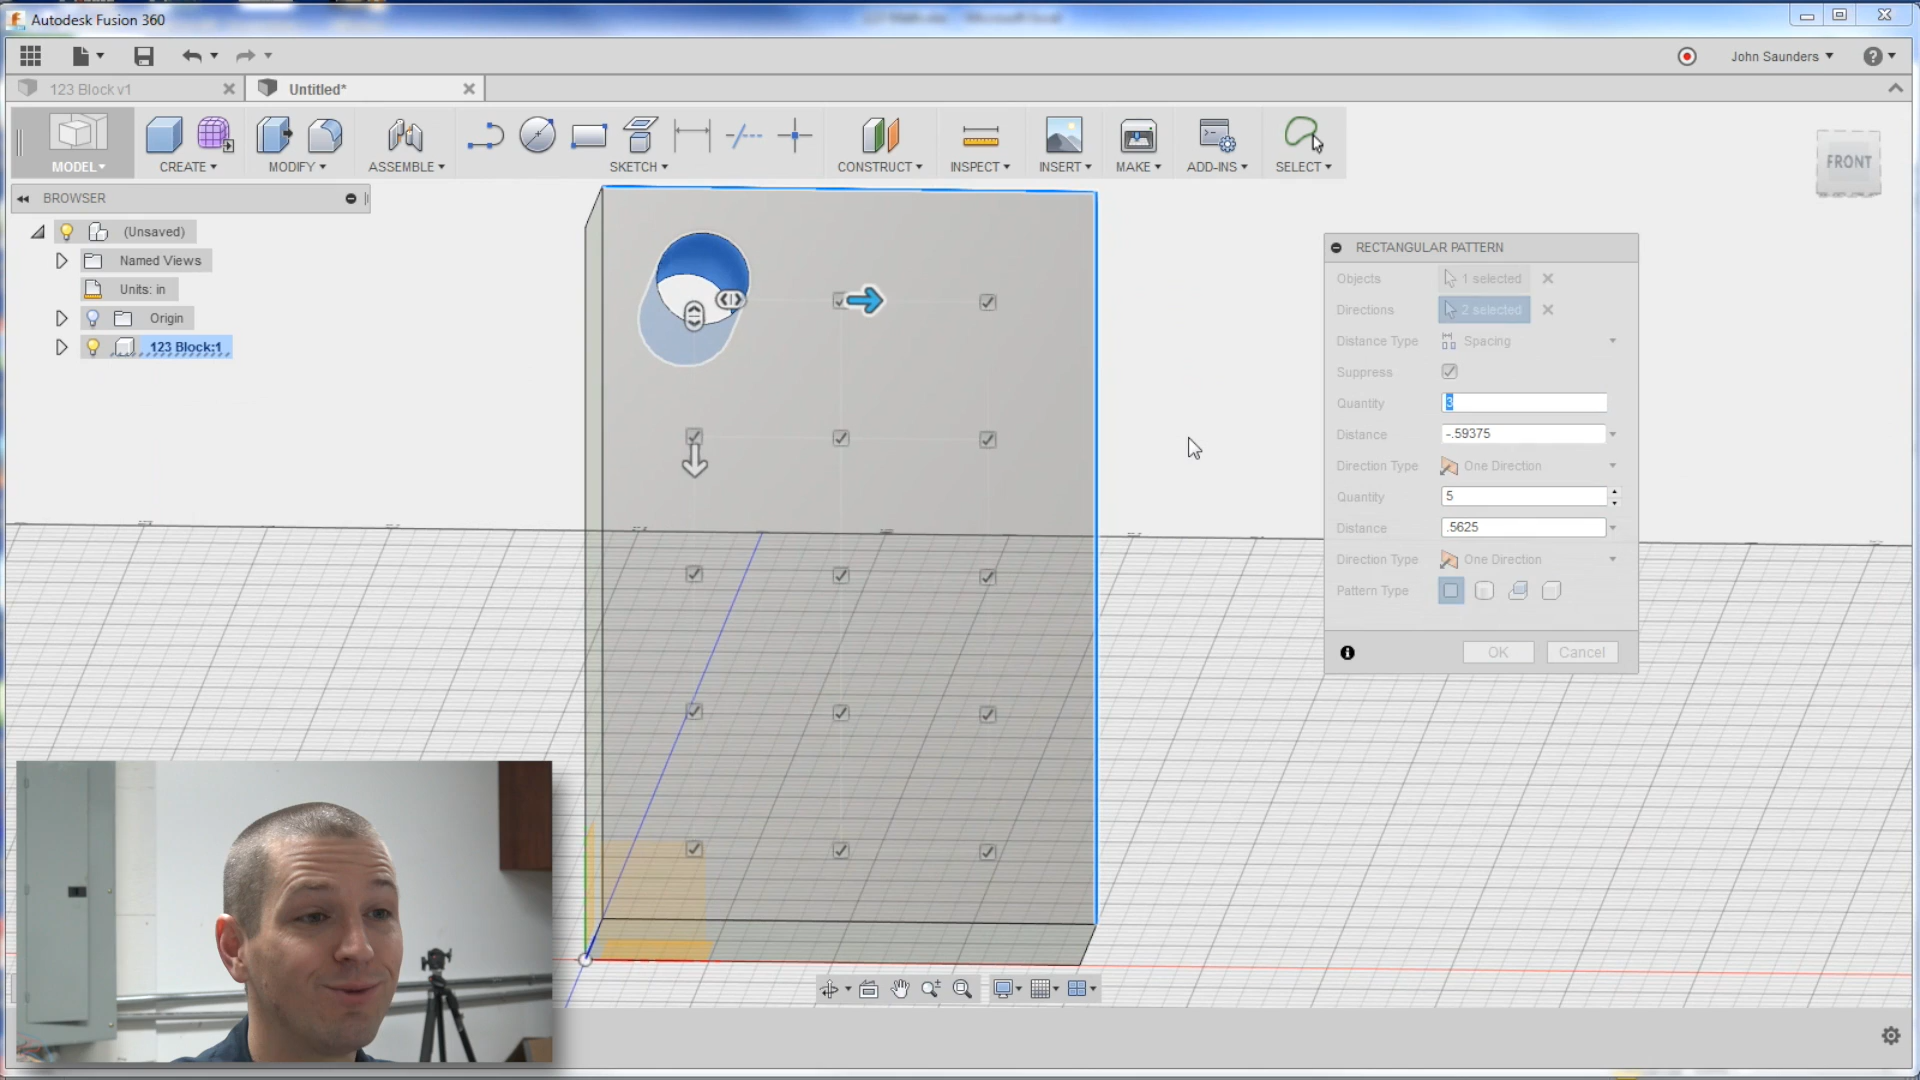 Autodesk Fusion 360
John Saunders
123 Block v1
Untitled*
MODEL
CREATE
MODIFY
ASSEMBLE
SKETCH
CONSTRUCT
INSPECT
INSERT
MAKE
ADD-INS
SELECT
FRONT
BROWSER
(Unsaved)
Named Views
Units: in
Origin
123 Block:1
RECTANGULAR PATTERN
Objects 1 selected
Directions 2 selected
Distance Type Spacing
Suppress
Quantity 3
Distance -.59375
Direction Type One Direction
Quantity 5
Distance .5625
Direction Type One Direction
Pattern Type
OK Cancel